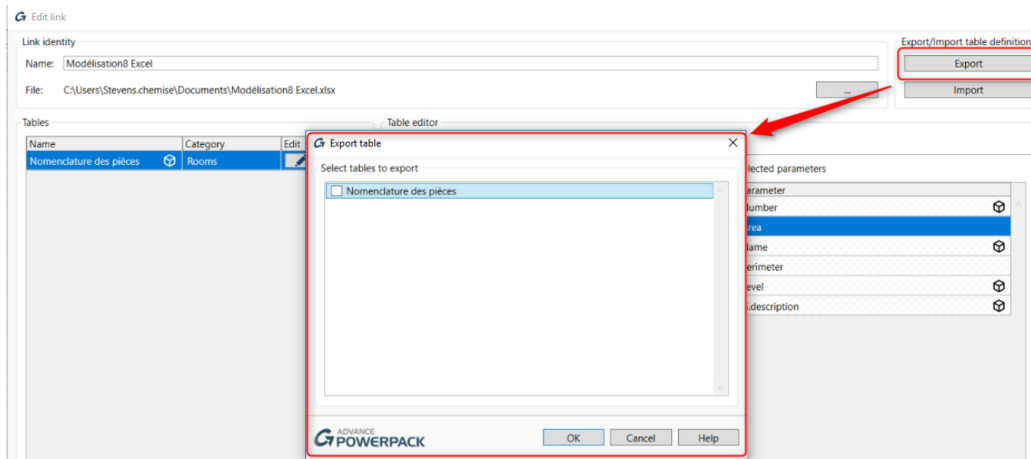 Edit link
Link identity
Export/Import table definition
Name: Modélisation8 Excel
Export
File: C:\Users\Stevens.chemise\Documents\Modélisation8 Excel.xlsx
...
Import
Tables
Table editor
Name Category Edit
Nomenclature des pièces Rooms
Export table
Select tables to export
Nomenclature des pièces
lected parameters
arameter
lumber
rea
lame
erimeter
evel
.description
ADVANCE
POWERPACK
OK Cancel Help